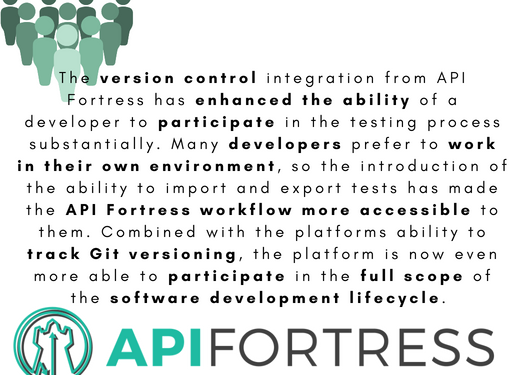 The version control integration from API
Fortress has enhanced the ability of a
developer to participate in the testing process
substantially. Many developers prefer to work
in their own environment, so the introduction of
the ability to import and export tests has made
the API Fortress workflow more accessible to
them. Combined with the platforms ability to
track Git versioning, the platform is now even
more able to participate in the full scope of
the software development lifecycle.
APIFORTRESS